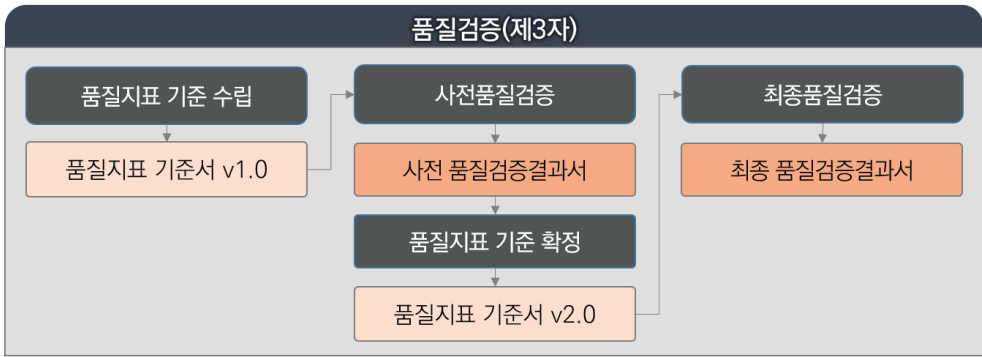 품질검증(제3자)
품질지표 기준 수립
품질지표 기준서 v1.0
사전품질검증
사전 품질검증결과서
품질지표 기준 확정
품질지표 기준서 v2.0
최종품질검증
최종 품질검증결과서